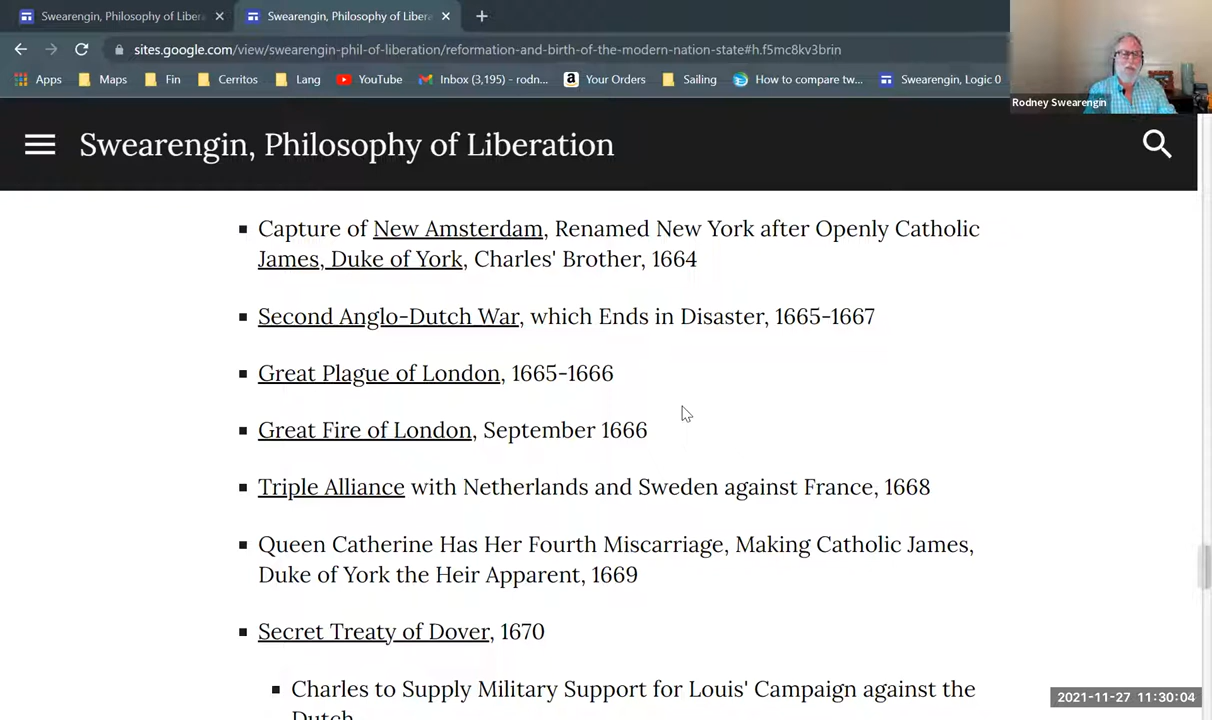 Swearengin, Philosophy of Libera
Swearengin, Philosophy of Libera
sites.google.com/view/swearengin-phil-of-liberation/reformation-and-birth-of-the-modern-nation-state#h.f5mc8kv3brin
Apps Maps Fin Cerritos Lang YouTube Inbox (3,195) - rodn... Your Orders Sailing How to compare tw... Swearengin, Logic 0
Rodney Swearengin
Swearengin, Philosophy of Liberation
▪ Capture of New Amsterdam, Renamed New York after Openly Catholic
James, Duke of York, Charles' Brother, 1664
▪ Second Anglo-Dutch War, which Ends in Disaster, 1665-1667
▪ Great Plague of London, 1665-1666
▪ Great Fire of London, September 1666
▪ Triple Alliance with Netherlands and Sweden against France, 1668
▪ Queen Catherine Has Her Fourth Miscarriage, Making Catholic James,
Duke of York the Heir Apparent, 1669
▪ Secret Treaty of Dover, 1670
▪ Charles to Supply Military Support for Louis' Campaign against the
Dutch
2021-11-27 11:30:04